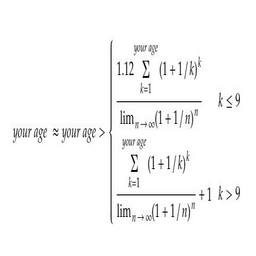 your age
1.12 ∑ (1+1/k)^k
k=1
lim_{n→∞}(1+1/n)^n k ≤ 9
your age ≈ your age >
your age
∑ (1+1/k)^k
k=1
lim_{n→∞}(1+1/n)^n +1 k > 9